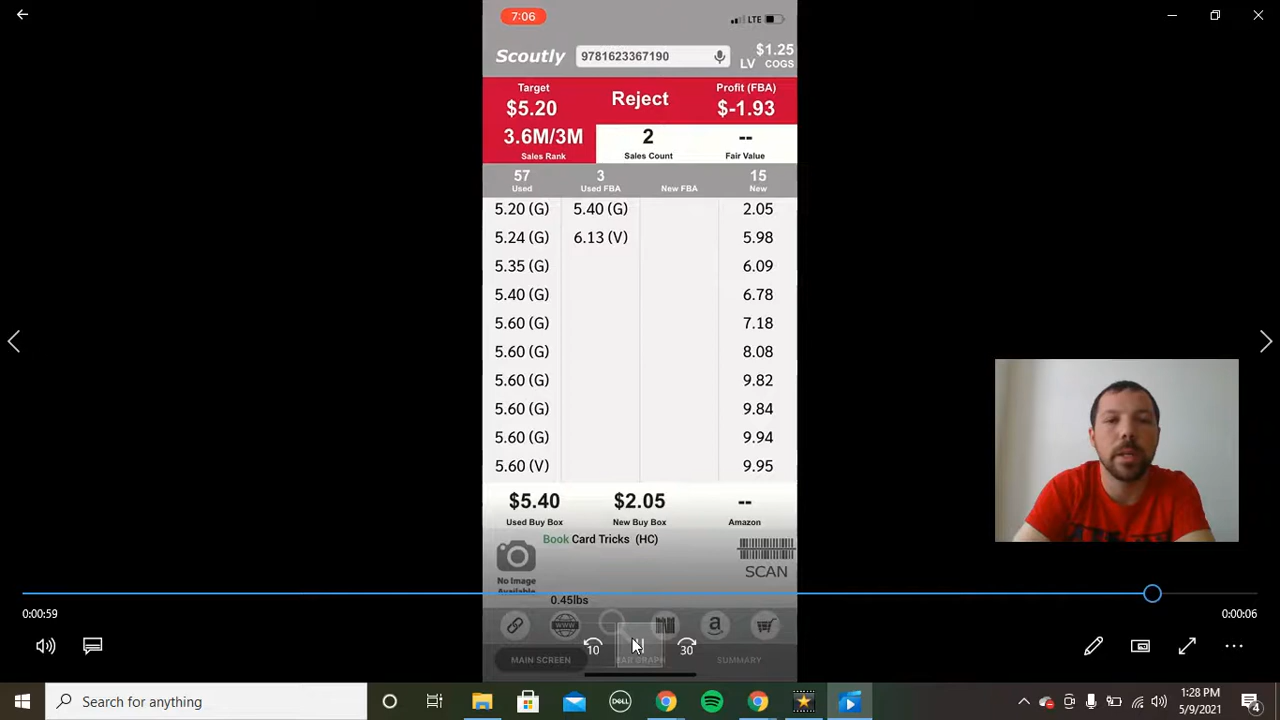 7:06
LTE
Scoutly
9781623367190
$1.25
LV COGS
Target
$5.20
Reject
Profit (FBA)
$-1.93
3.6M/3M
Sales Rank
2
Sales Count
--
Fair Value
57
Used
3
Used FBA
New FBA
15
New
5.20 (G) 5.40 (G) 2.05
5.24 (G) 6.13 (V) 5.98
5.35 (G) 6.09
5.40 (G) 6.78
5.60 (G) 7.18
5.60 (G) 8.08
5.60 (G) 9.82
5.60 (G) 9.84
5.60 (G) 9.94
5.60 (V) 9.95
$5.40
Used Buy Box
$2.05
New Buy Box
--
Amazon
Book Card Tricks (HC)
No Image
Available
SCAN
0.45lbs
WWW
a
MAIN SCREEN
GRAPH
SUMMARY
10
30
0:00:59
0:00:06
Search for anything
DELL
1:28 PM
5/9/2021
4